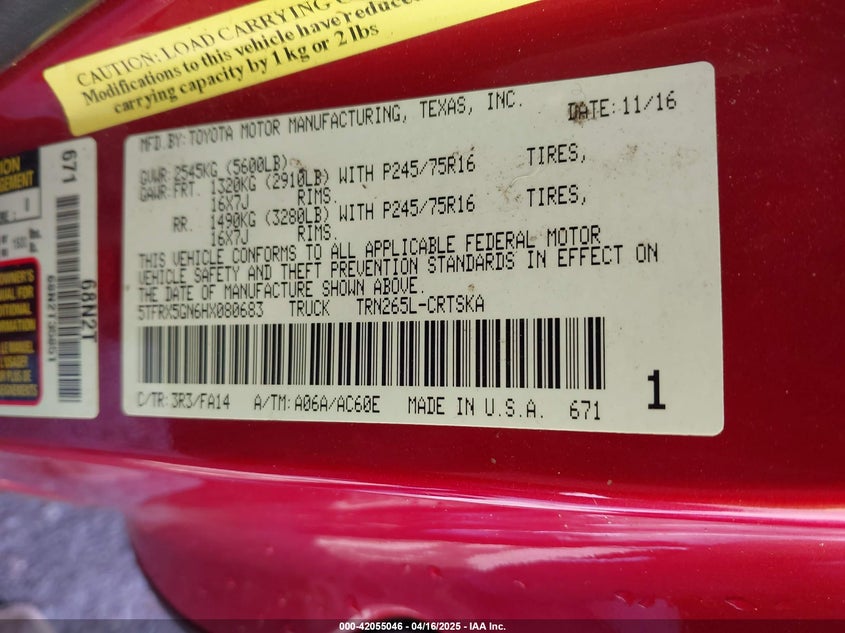 CAUTION: LOAD CARRYING
Modifications to this vehicle have reduced
carrying capacity by 1 kg or 2 lbs
MFD.BY:TOYOTA MOTOR MANUFACTURING, TEXAS, INC. DATE:11/16
GVWR:2545KG (5600LB)
GAWR:FRT. 1320KG (2910LB) WITH P245/75R16 TIRES,
16X7J RIMS.
RR. 1490KG (3280LB) WITH P245/75R16 TIRES,
16X7J RIMS.
THIS VEHICLE CONFORMS TO ALL APPLICABLE FEDERAL MOTOR
VEHICLE SAFETY AND THEFT PREVENTION STANDARDS IN EFFECT ON
THE DATE OF MANUFACTURE SHOWN ABOVE.
5TFRX5GN6HX080683 TRUCK TRN265L-CRTSKA
C/TR:3R3/FA14 A/TM:A06A/AC60E MADE IN U.S.A. 671
1
671
68N2T
68N2T30801
000-42055046 - 04/16/2025 - IAA Inc.